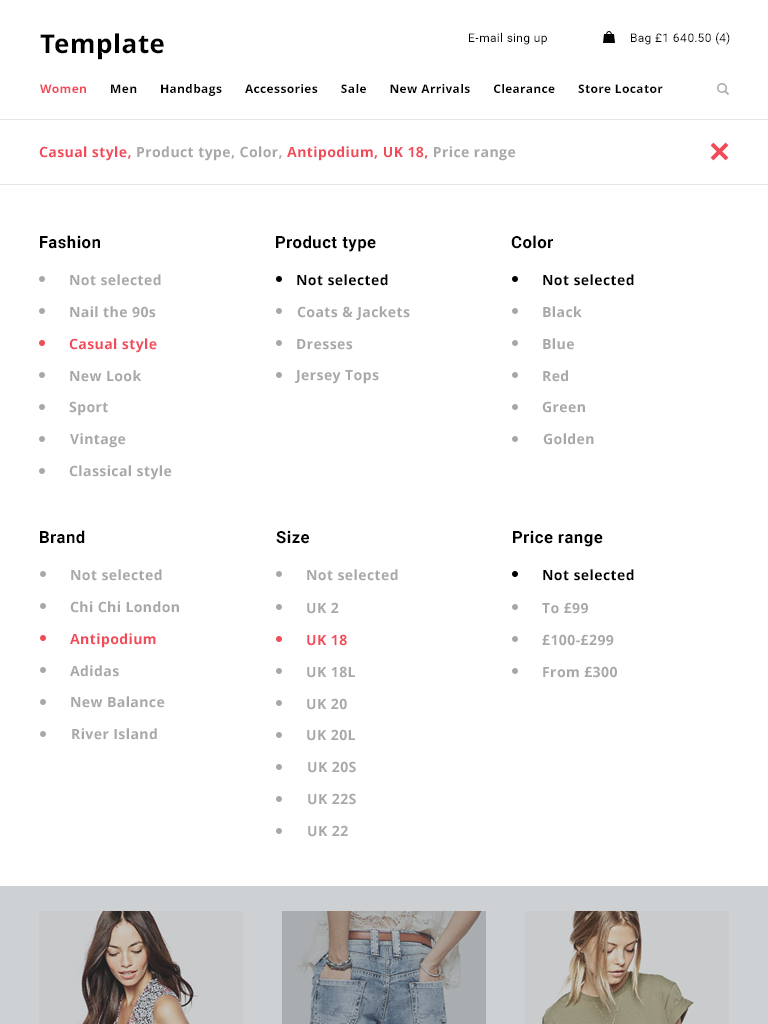 Template
E-mail sing up
Bag £1 640.50 (4)
Women Men Handbags Accessories Sale New Arrivals Clearance Store Locator
Casual style, Product type, Color, Antipodium, UK 18, Price range
Fashion
Not selected
Nail the 90s
Casual style
New Look
Sport
Vintage
Classical style
Product type
Not selected
Coats & Jackets
Dresses
Jersey Tops
Color
Not selected
Black
Blue
Red
Green
Golden
Brand
Not selected
Chi Chi London
Antipodium
Adidas
New Balance
River Island
Size
Not selected
UK 2
UK 18
UK 18L
UK 20
UK 20L
UK 20S
UK 22S
UK 22
Price range
Not selected
To £99
£100-£299
From £300